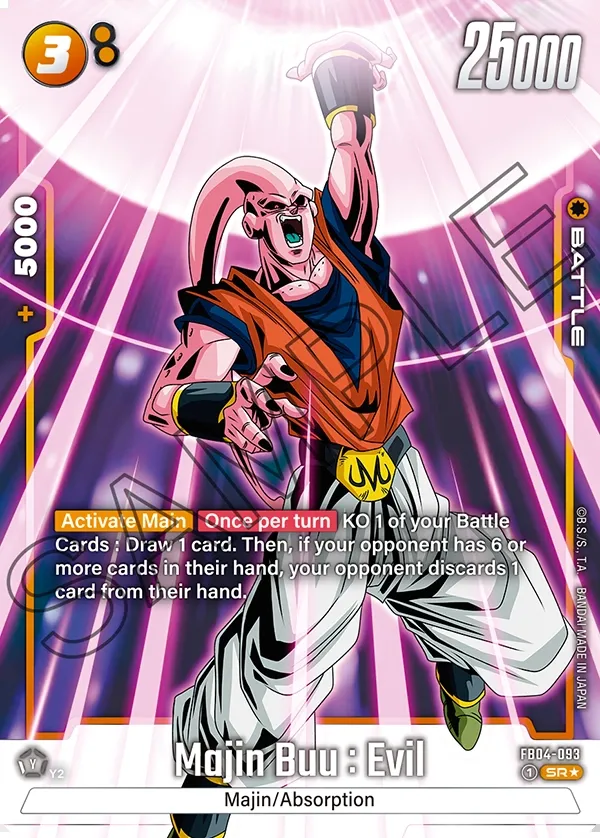 3
25000
+ 5000
BATTLE
SAMPLE
Activate Main Once per turn KO 1 of your Battle
Cards : Draw 1 card. Then, if your opponent has 6 or
more cards in their hand, your opponent discards 1
card from their hand.
©B.S./S., T.A BANDAI MADE IN JAPAN
Y
Y2
Majin Buu : Evil
FB04-093
1 SR★
Majin/Absorption